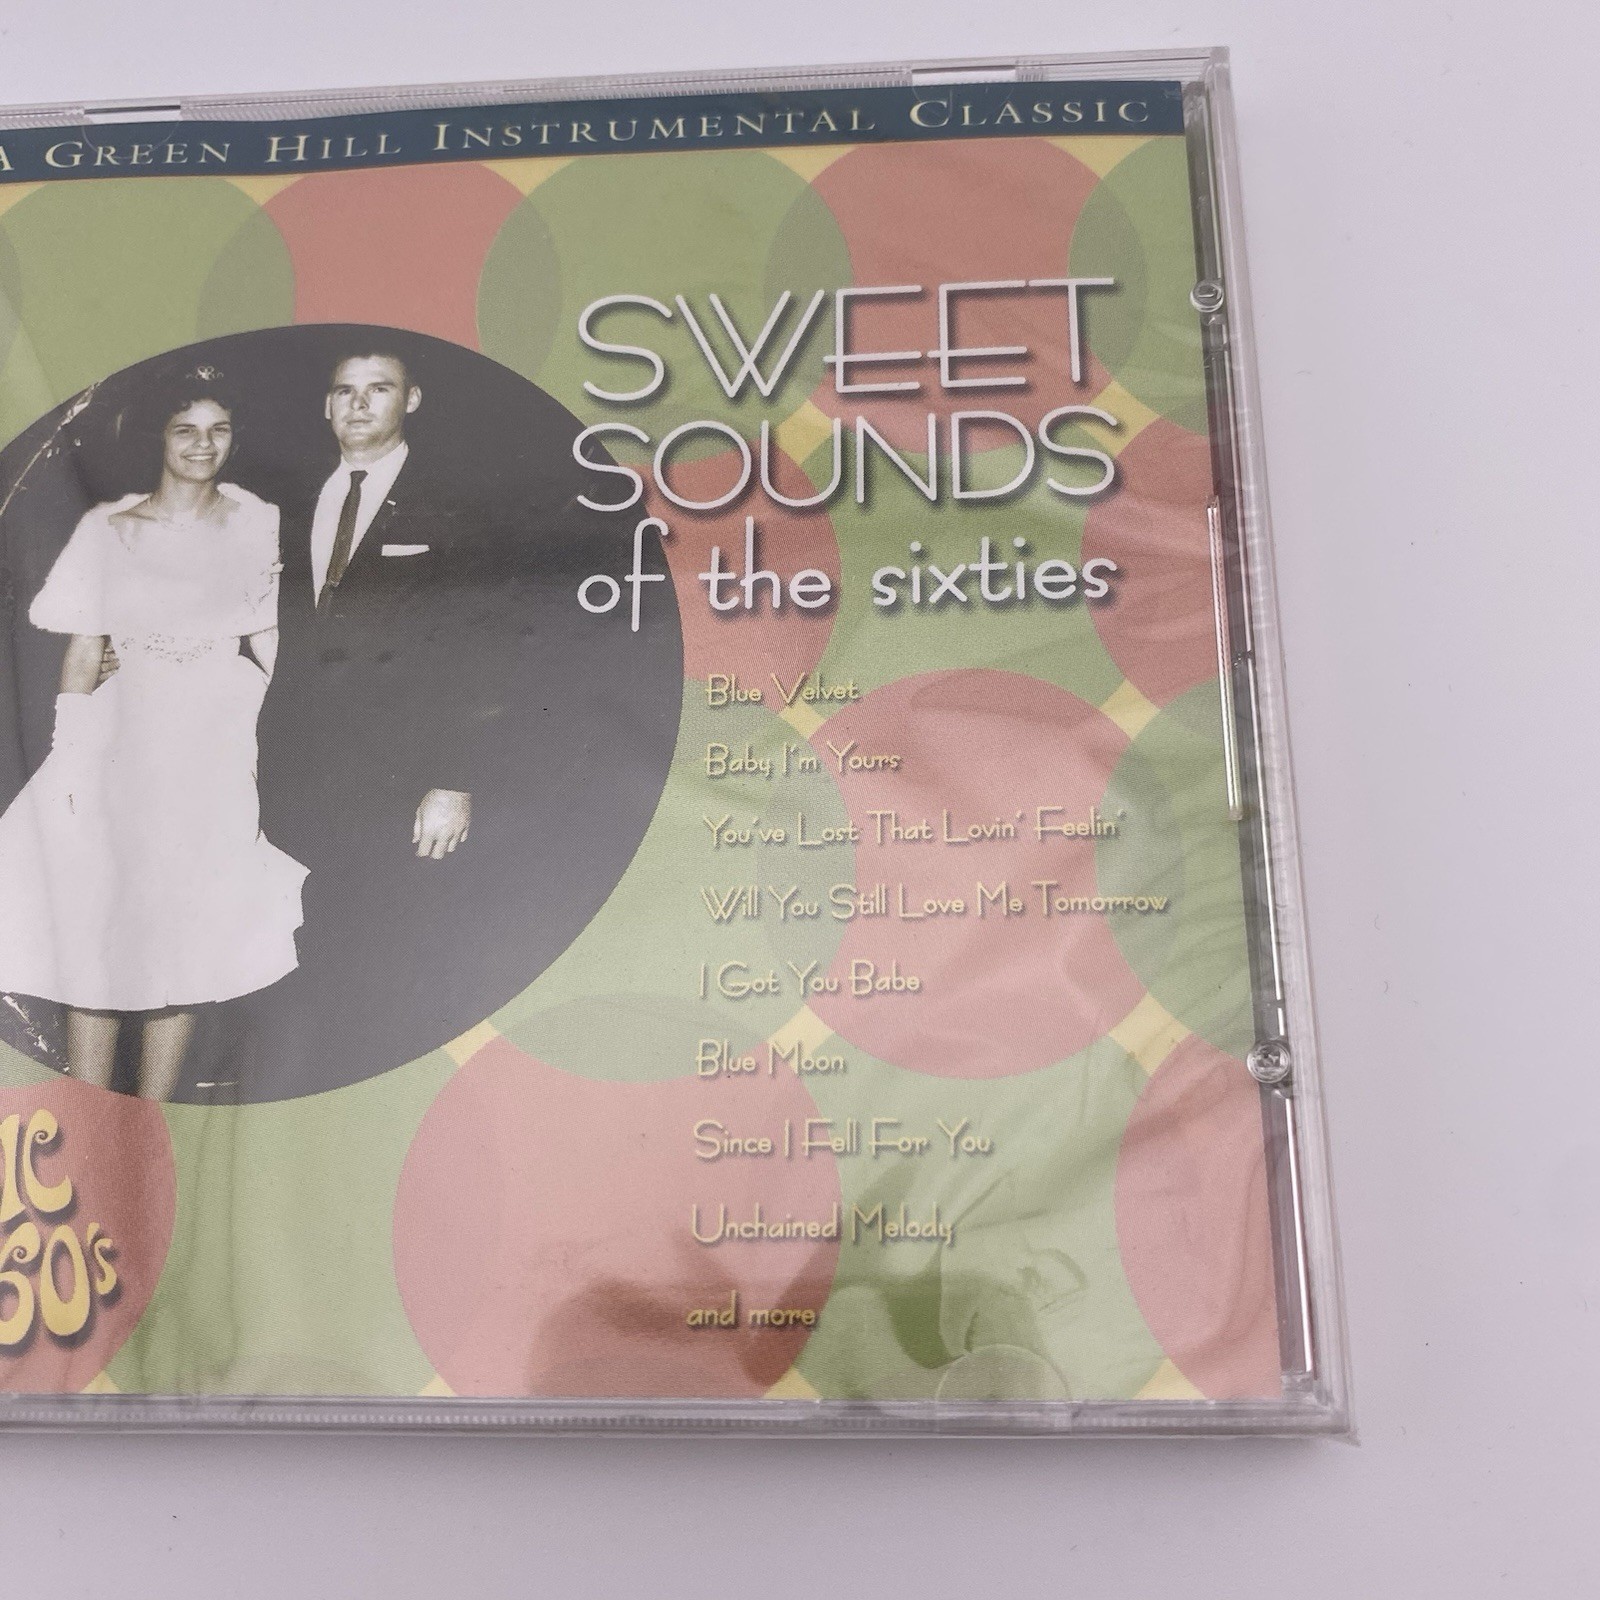 A GREEN HILL INSTRUMENTAL CLASSIC
SWEET
SOUNDS
of the sixties
Blue Velvet
Baby I'm Yours
You've Lost That Lovin' Feelin'
Will You Still Love Me Tomorrow
I Got You Babe
Blue Moon
Since I Fell For You
Unchained Melody
and more
60's